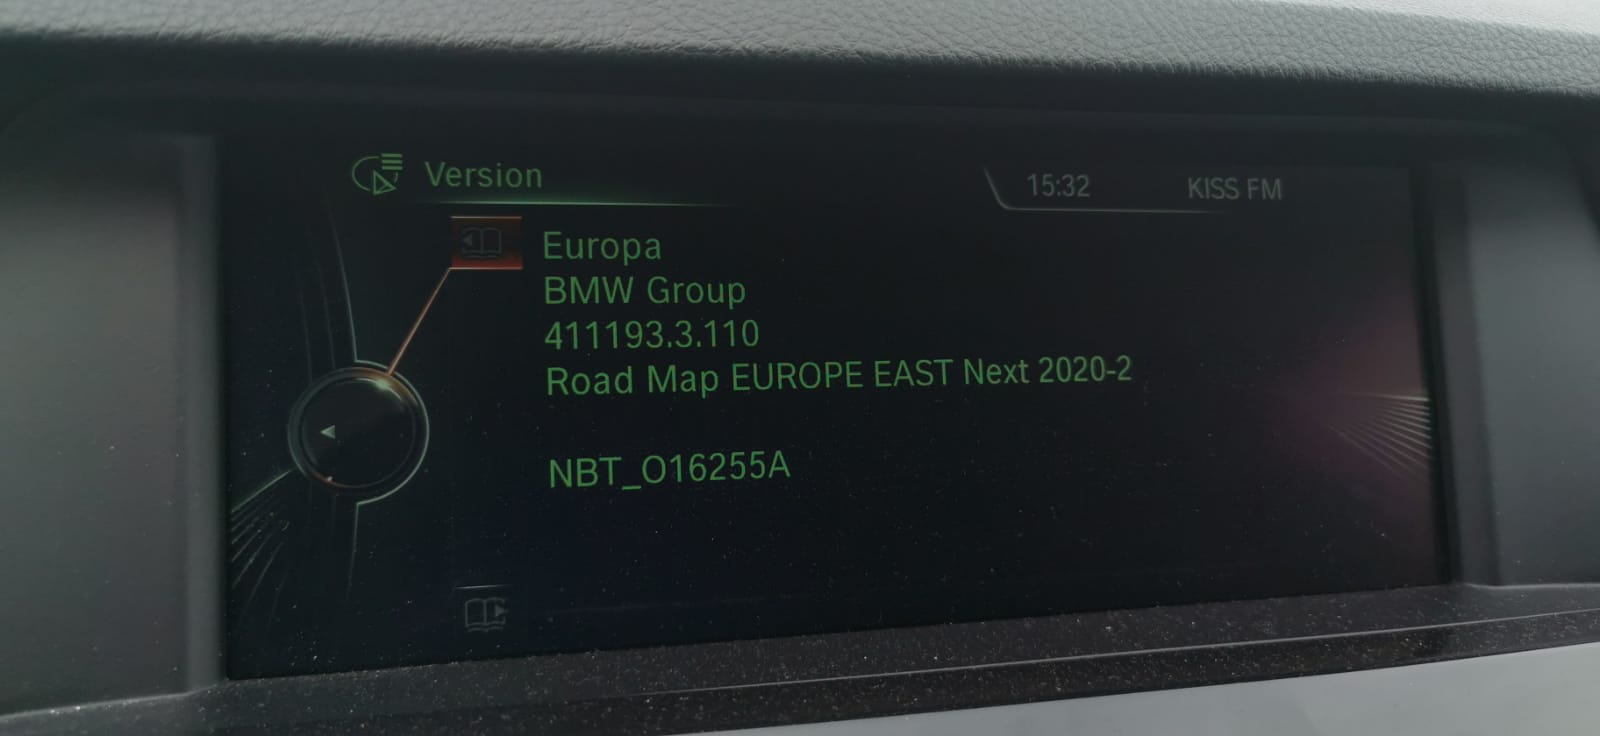 Version
15:32 KISS FM
Europa
BMW Group
411193.3.110
Road Map EUROPE EAST Next 2020-2
NBT_O16255A